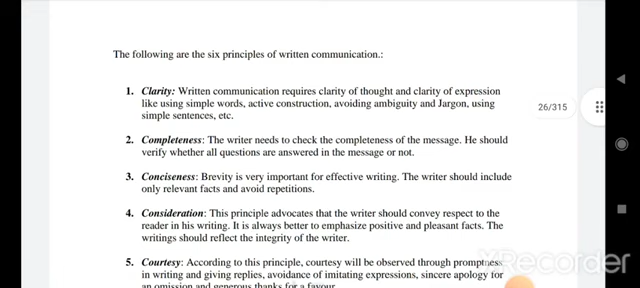 The following are the six principles of written communication.:
1. Clarity: Written communication requires clarity of thought and clarity of expression
like using simple words, active construction, avoiding ambiguity and Jargon, using
simple sentences, etc.
26/315
2. Completeness: The writer needs to check the completeness of the message. He should
verify whether all questions are answered in the message or not.
3. Conciseness: Brevity is very important for effective writing. The writer should include
only relevant facts and avoid repetitions.
4. Consideration: This principle advocates that the writer should convey respect to the
reader in his writing. It is always better to emphasize positive and pleasant facts. The
writings should reflect the integrity of the writer.
5. Courtesy: According to this principle, courtesy will be observed through promptness
in writing and giving replies, avoidance of imitating expressions, sincere apology for
an omission and generous thanks for a favour.
XRecorder